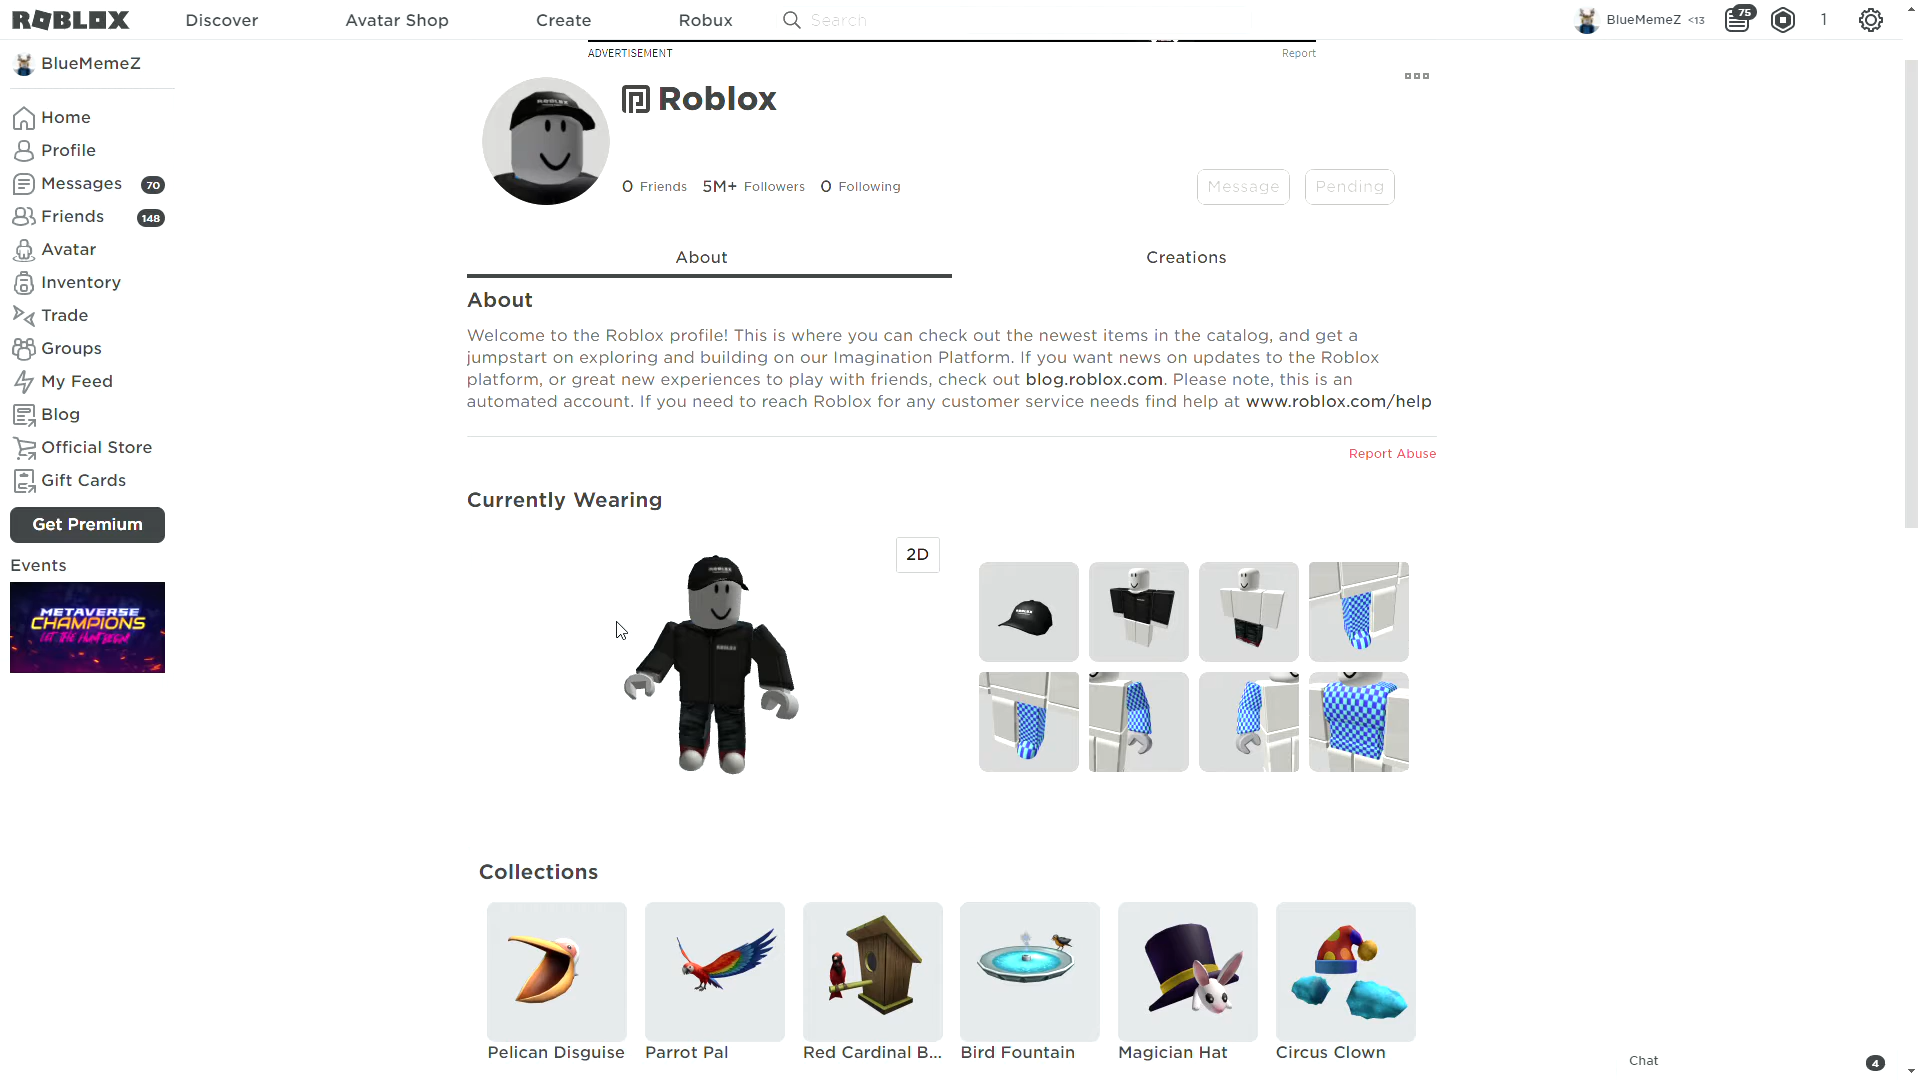 ROBLOX
Discover
Avatar Shop
Create
Robux
Search
BlueMemeZ <13
75
1
ADVERTISEMENT
Report
BlueMemeZ
Home
Profile
Messages 70
Friends 148
Avatar
Inventory
Trade
Groups
My Feed
Blog
Official Store
Gift Cards
Get Premium
Events
METAVERSE
CHAMPIONS
Roblox
0 Friends 5M+ Followers 0 Following
Message
Pending
About
Creations
About
Welcome to the Roblox profile! This is where you can check out the newest items in the catalog, and get a
jumpstart on exploring and building on our Imagination Platform. If you want news on updates to the Roblox
platform, or great new experiences to play with friends, check out blog.roblox.com. Please note, this is an
automated account. If you need to reach Roblox for any customer service needs find help at www.roblox.com/help
Report Abuse
Currently Wearing
2D
ROBLOX
ROBLOX
ROBLOX
Collections
Pelican Disguise
Parrot Pal
Red Cardinal B...
Bird Fountain
Magician Hat
Circus Clown
Chat
4